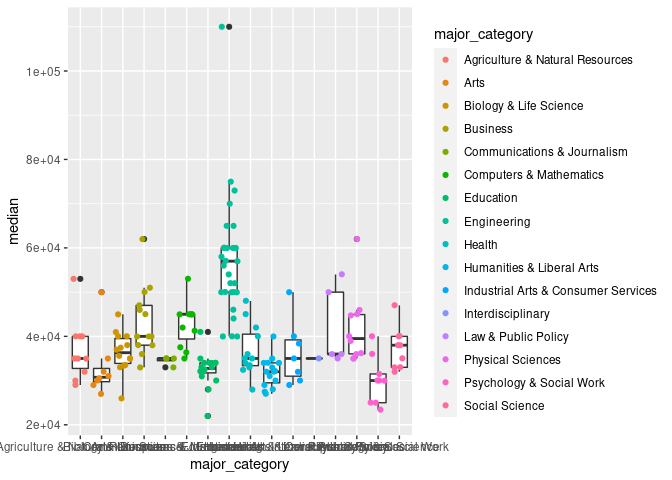 major_category
Agriculture & Natural Resources
Arts
Biology & Life Science
Business
Communications & Journalism
Computers & Mathematics
Education
Engineering
Health
Humanities & Liberal Arts
Industrial Arts & Consumer Services
Interdisciplinary
Law & Public Policy
Physical Sciences
Psychology & Social Work
Social Science
median
1e+05
8e+04
6e+04
4e+04
2e+04
Agriculture &
Work
major_category